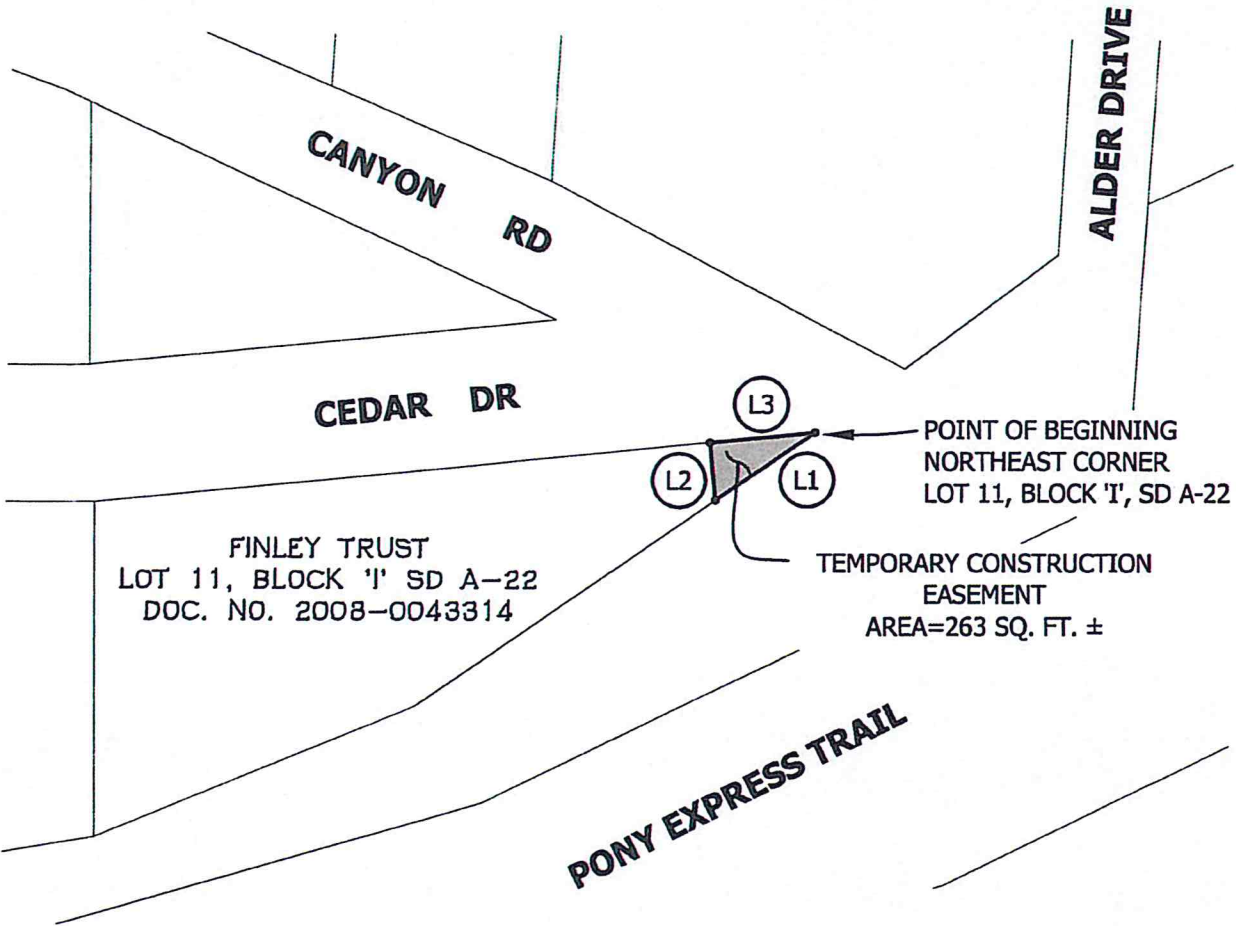 ALDER DRIVE
CANYON RD
CEDAR DR
L3
L2
L1
POINT OF BEGINNING
NORTHEAST CORNER
LOT 11, BLOCK 'I', SD A-22
FINLEY TRUST
LOT 11, BLOCK 'I' SD A-22
DOC. NO. 2008-0043314
TEMPORARY CONSTRUCTION
EASEMENT
AREA=263 SQ. FT. ±
PONY EXPRESS TRAIL